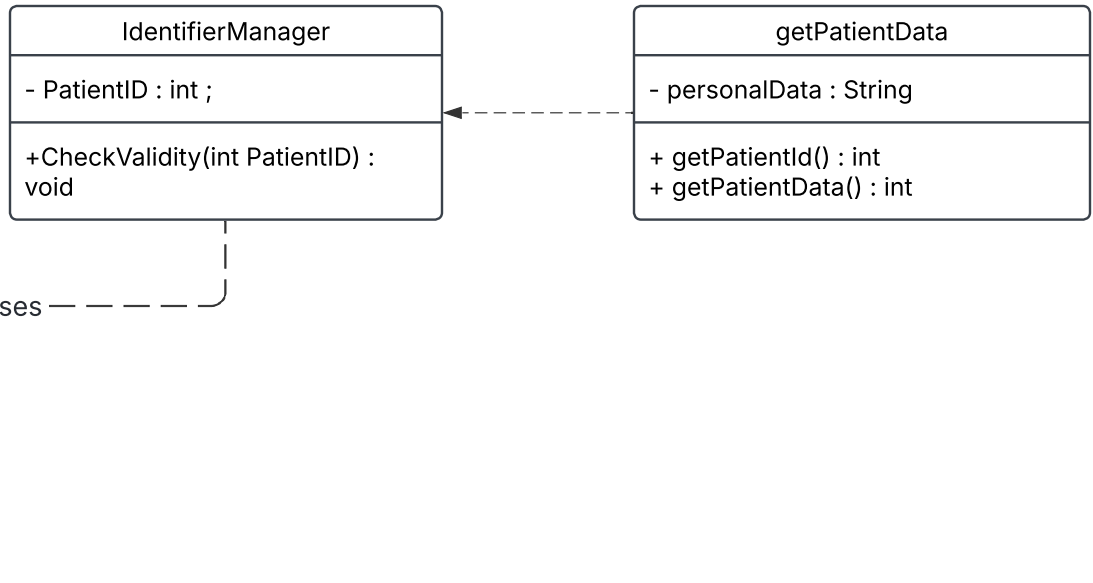 IdentifierManager
- PatientID : int ;
+CheckValidity(int PatientID) :
void
getPatientData
- personalData : String
+ getPatientId() : int
+ getPatientData() : int
ses